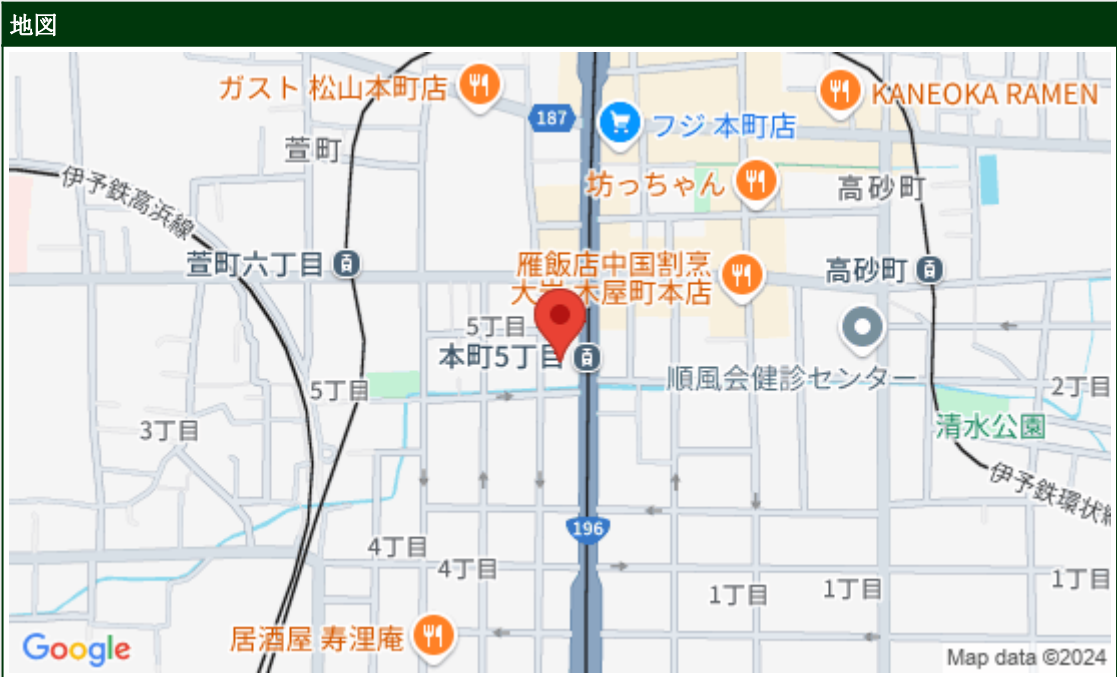 地図
ガスト 松山本町店
KANEOKA RAMEN
187
フジ 本町店
萱町
伊予鉄高浜線
坊っちゃん
高砂町
萱町六丁目
雁飯店中国割烹
大岩 木屋町本店
高砂町
5丁目
本町5丁目
順風会健診センター
5丁目
2丁目
3丁目
清水公園
伊予鉄環状線
196
4丁目
4丁目
1丁目
1丁目
1丁目
居酒屋 寿浬庵
Google
Map data ©2024